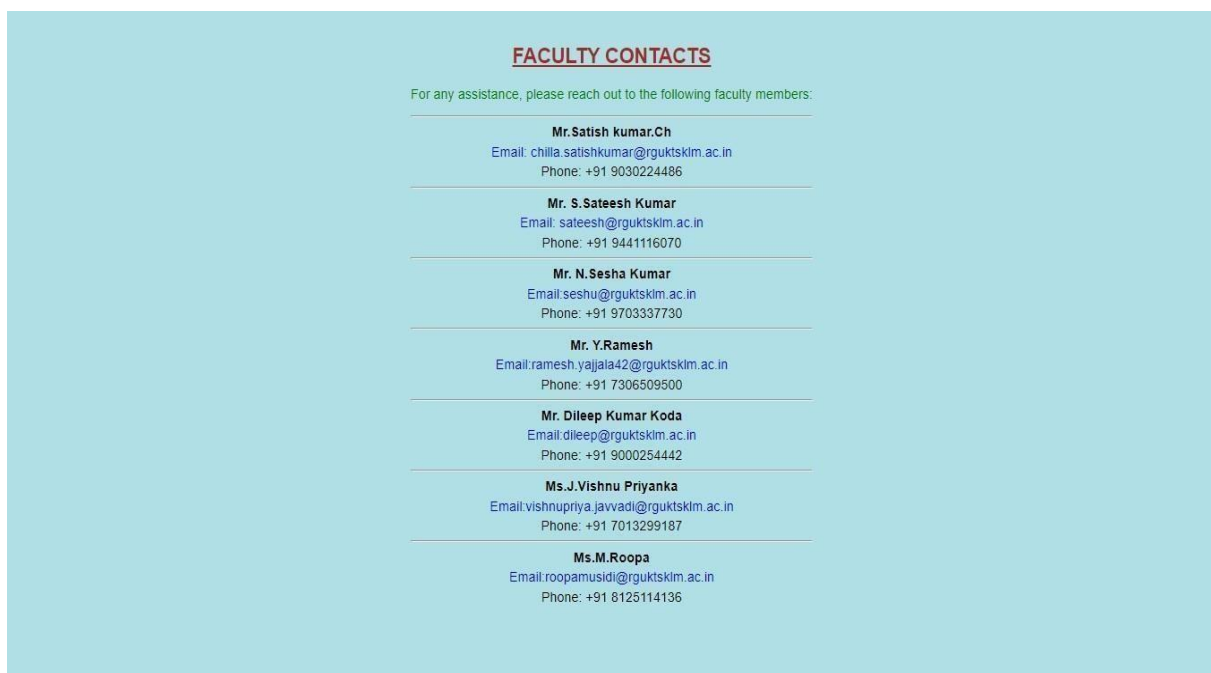 FACULTY CONTACTS
For any assistance, please reach out to the following faculty members:
Mr.Satish kumar.Ch
Email: chilla.satishkumar@rguktsklm.ac.in
Phone: +91 9030224486
Mr. S.Sateesh Kumar
Email: sateesh@rguktsklm.ac.in
Phone: +91 9441116070
Mr. N.Sesha Kumar
Email:seshu@rguktsklm.ac.in
Phone: +91 9703337730
Mr. Y.Ramesh
Email:ramesh.yajjala42@rguktsklm.ac.in
Phone: +91 7306509500
Mr. Dileep Kumar Koda
Email:dileep@rguktsklm.ac.in
Phone: +91 9000254442
Ms.J.Vishnu Priyanka
Email:vishnupriya.javvadi@rguktsklm.ac.in
Phone: +91 7013299187
Ms.M.Roopa
Email:roopamusidi@rguktsklm.ac.in
Phone: +91 8125114136